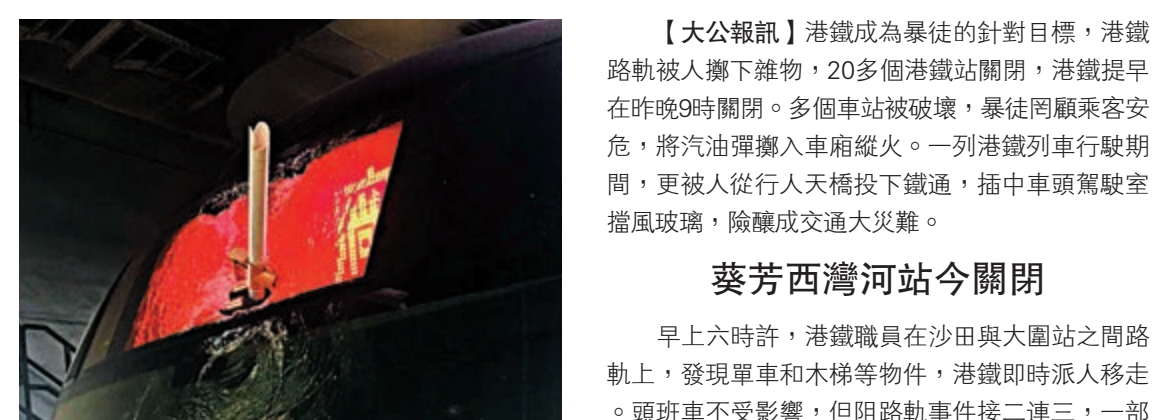 【大公報訊】港鐵成為暴徒的針對目標，港鐵
路軌被人擲下雜物，20多個港鐵站關閉，港鐵提早
在昨晚9時關閉。多個車站被破壞，暴徒罔顧乘客安
危，將汽油彈擲入車廂縱火。一列港鐵列車行駛期
間，更被人從行人天橋投下鐵通，插中車頭駕駛室
擋風玻璃，險釀成交通大災難。
葵芳西灣河站今關閉
早上六時許，港鐵職員在沙田與大圍站之間路
軌上，發現單車和木梯等物件，港鐵即時派人移走
。頭班車不受影響，但阻路軌事件接二連三，一部